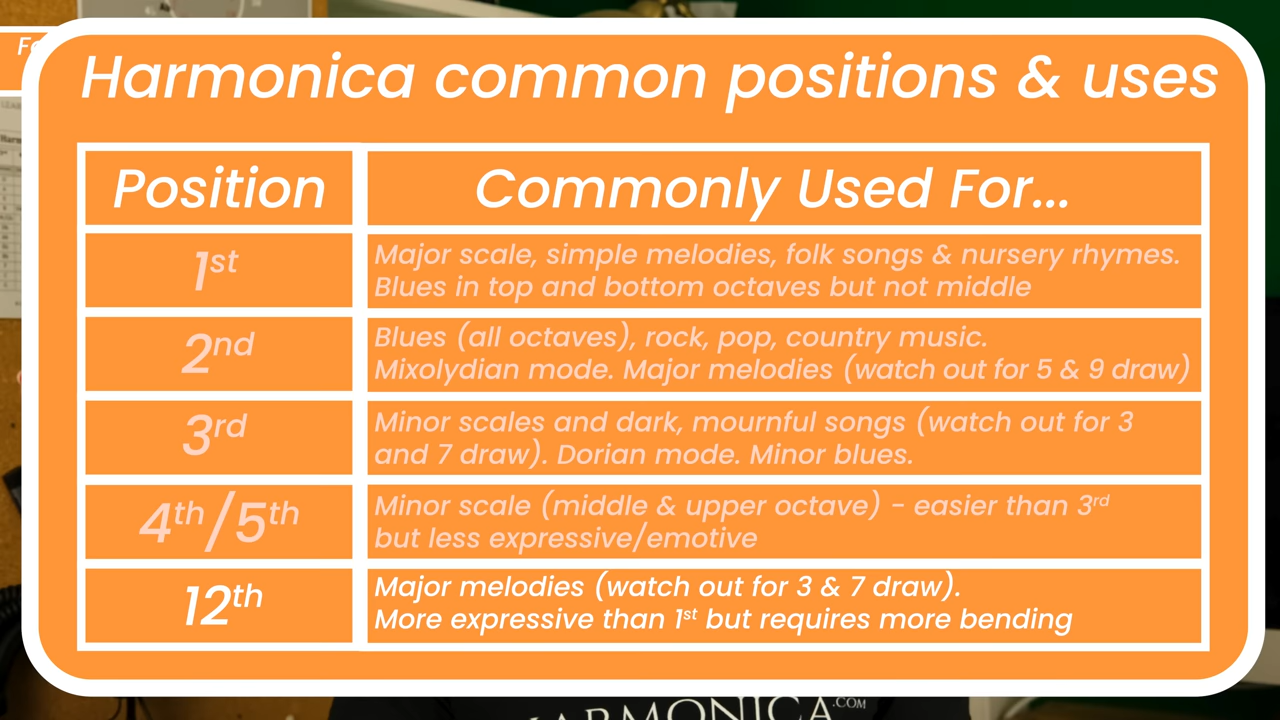 Harmonica common positions & uses
Position
Commonly Used For...
1st
Major scale, simple melodies, folk songs & nursery rhymes.
Blues in top and bottom octaves but not middle
2nd
Blues (all octaves), rock, pop, country music.
Mixolydian mode. Major melodies (watch out for 5 & 9 draw)
3rd
Minor scales and dark, mournful songs (watch out for 3
and 7 draw). Dorian mode. Minor blues.
4th/5th
Minor scale (middle & upper octave) - easier than 3rd
but less expressive/emotive
12th
Major melodies (watch out for 3 & 7 draw).
More expressive than 1st but requires more bending
.COM